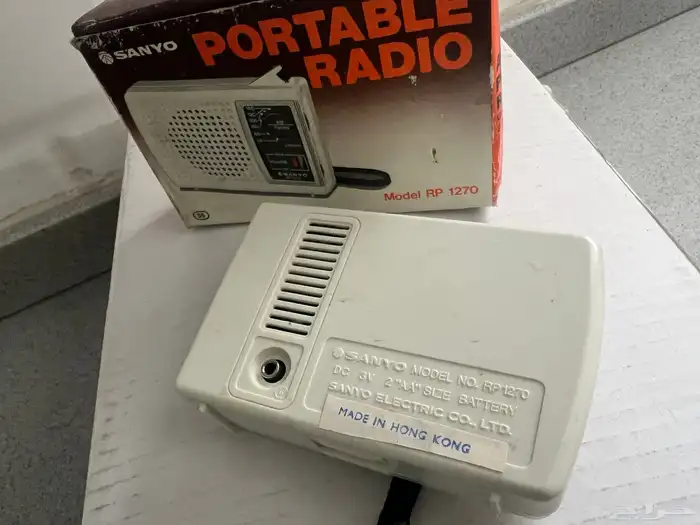 SANYO
PORTABLE
RADIO
SANYO
Model RP 1270
SANYO MODEL NO. RP1270
DC 3V 2"AA" SIZE BATTERY
SANYO ELECTRIC CO., LTD.
MADE IN HONG KONG
حراج